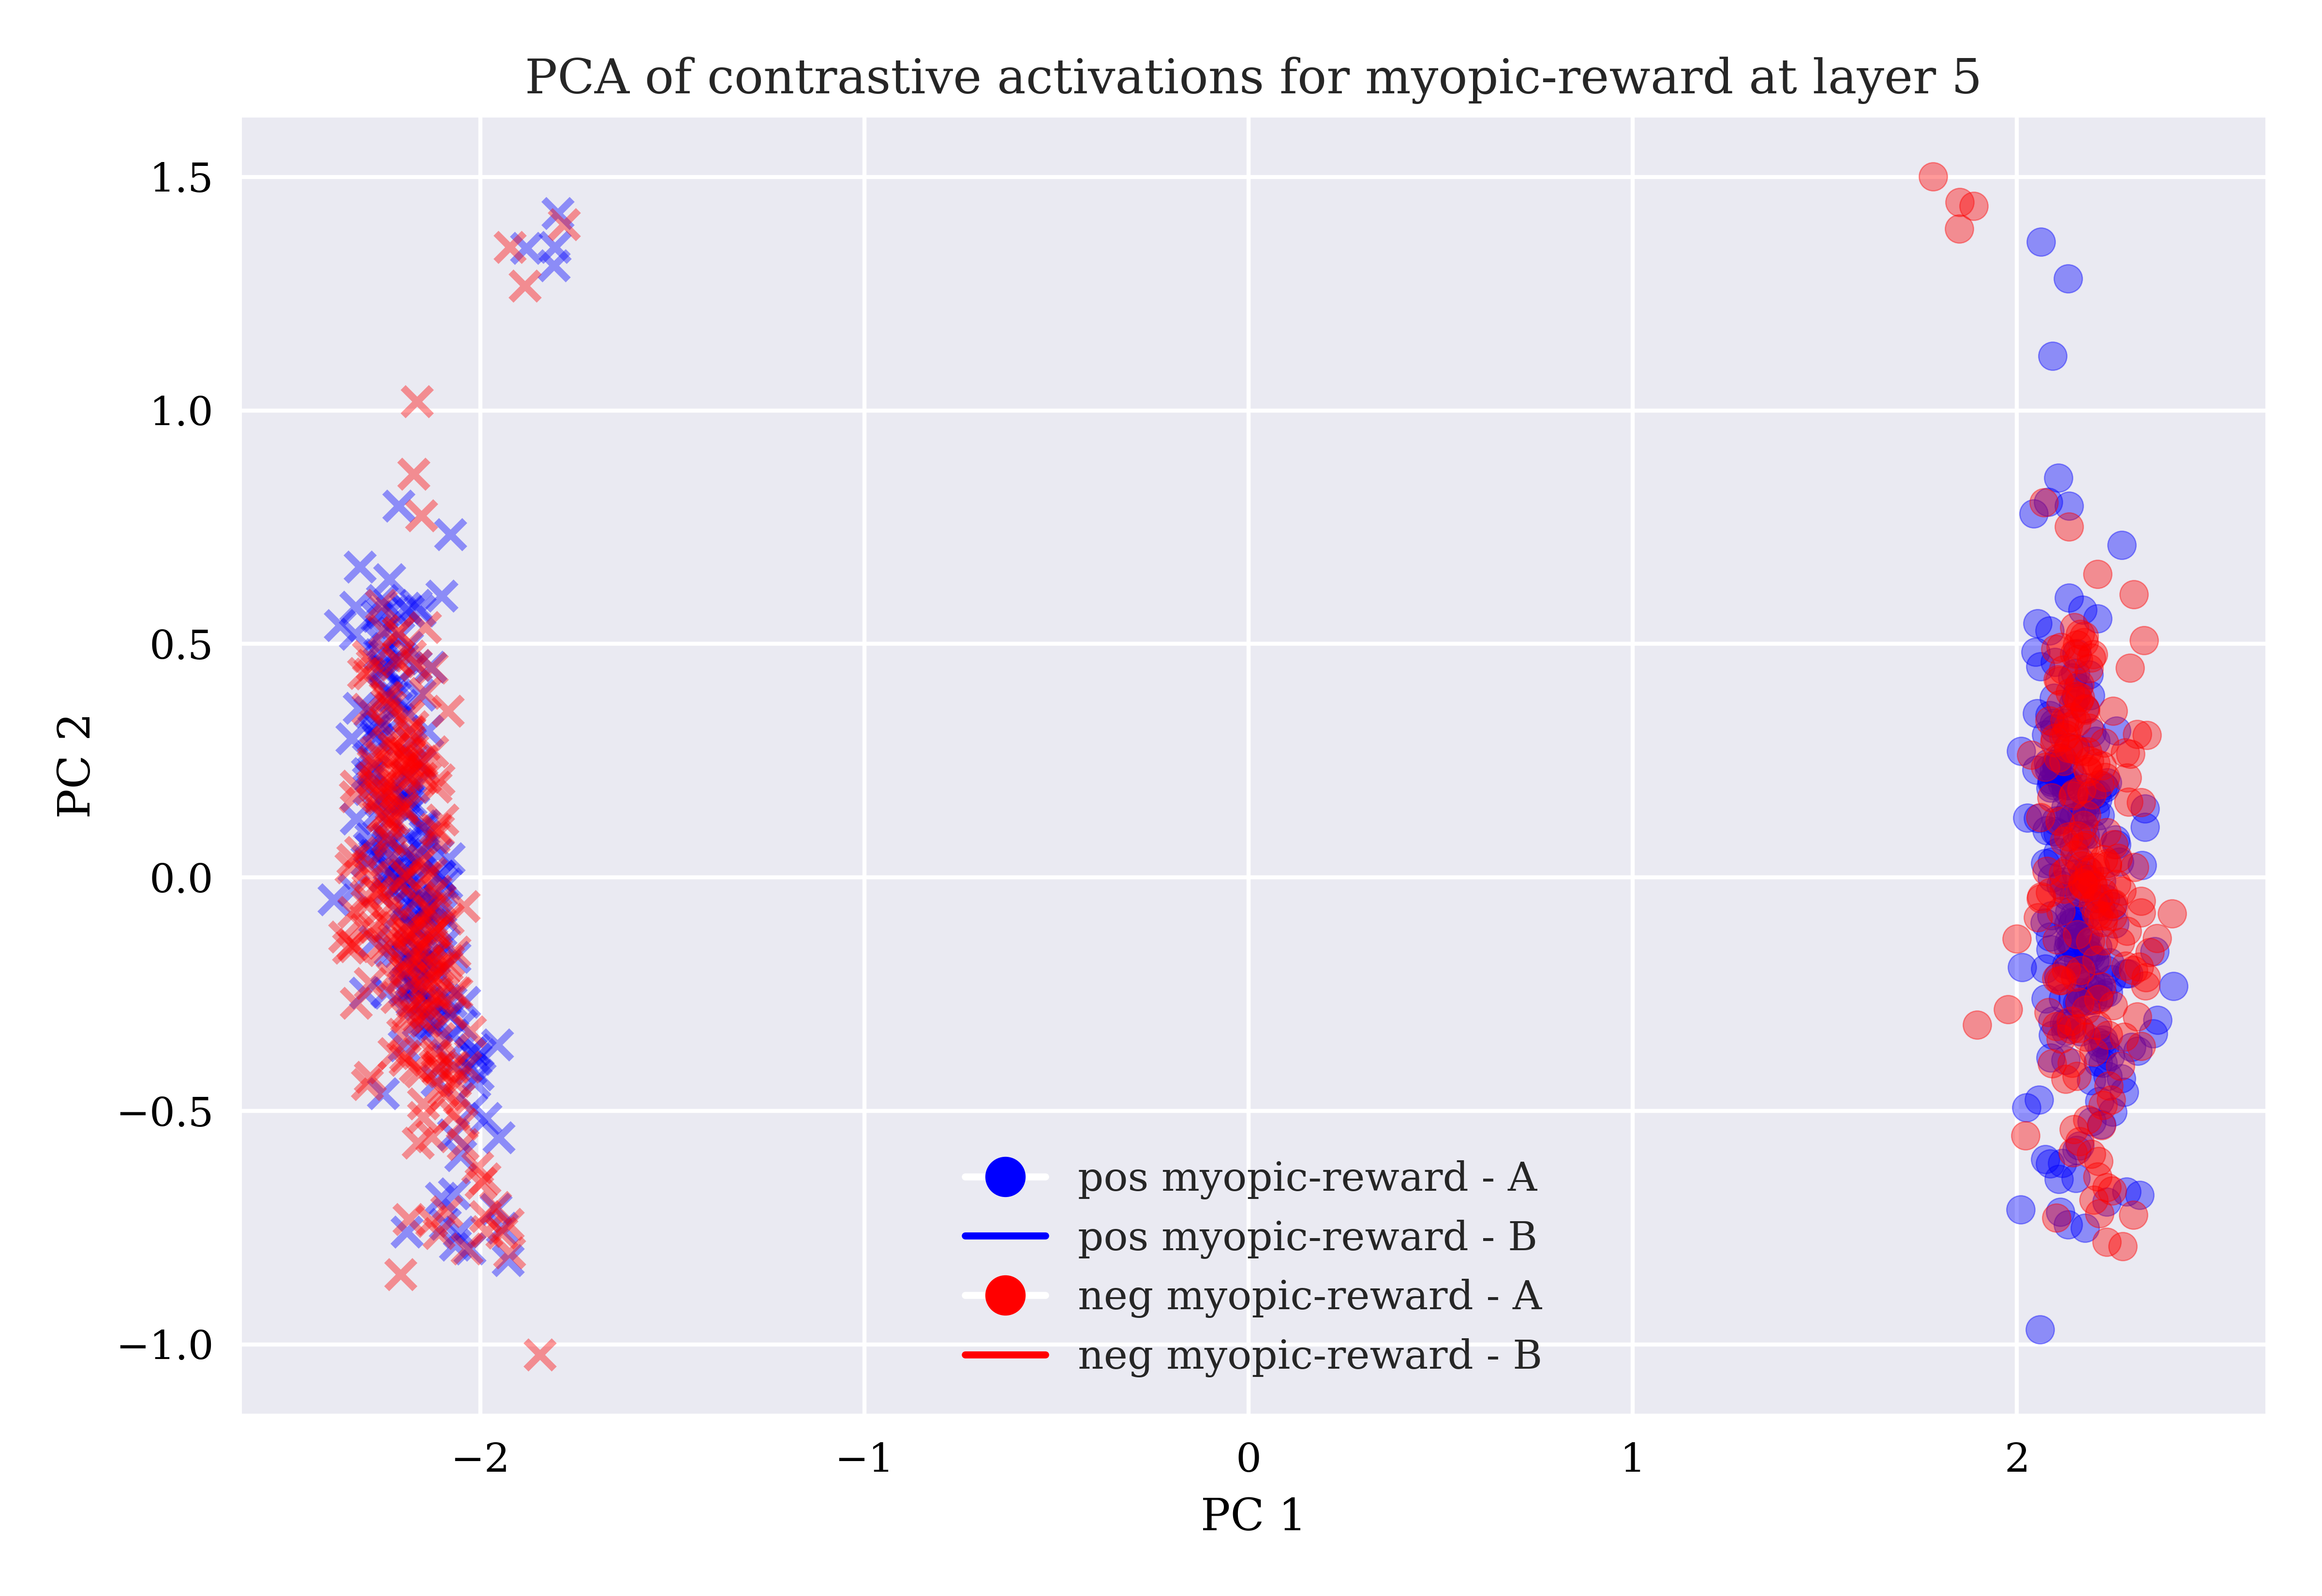 PCA of contrastive activations for myopic-reward at layer 5
1.5
1.0
0.5
0.0
−0.5
−1.0
PC 2
pos myopic-reward - A
pos myopic-reward - B
neg myopic-reward - A
neg myopic-reward - B
−2 −1 0 1 2
PC 1